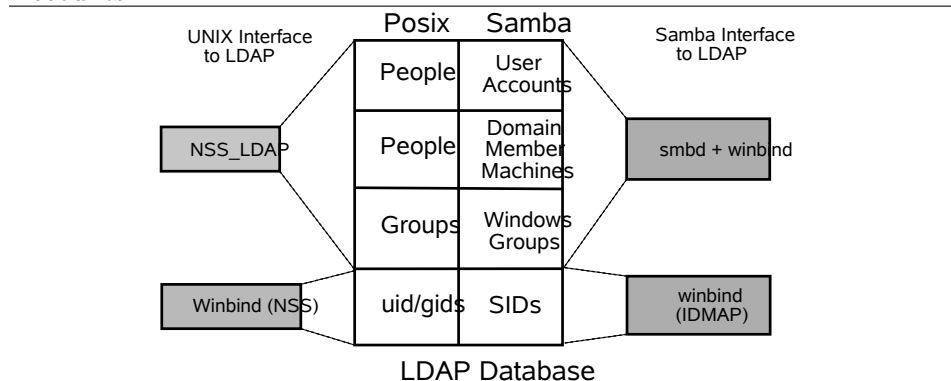 Posix Samba
UNIX Interface
to LDAP
Samba Interface
to LDAP
People
User
Accounts
NSS_LDAP
People
Domain
Member
Machines
smbd + winbind
Groups
Windows
Groups
Winbind (NSS)
uid/gids
SIDs
winbind
(IDMAP)
LDAP Database